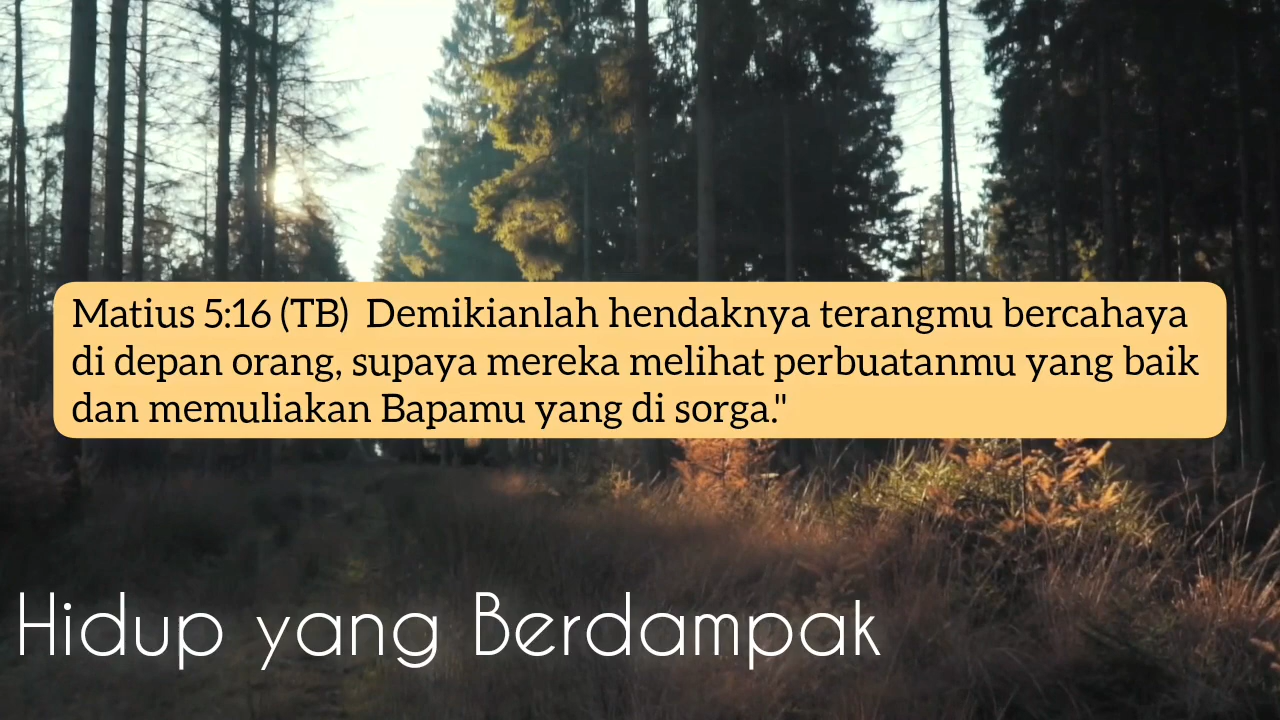 Matius 5:16 (TB)  Demikianlah hendaknya terangmu bercahaya
di depan orang, supaya mereka melihat perbuatanmu yang baik
dan memuliakan Bapamu yang di sorga."
Hidup yang Berdampak